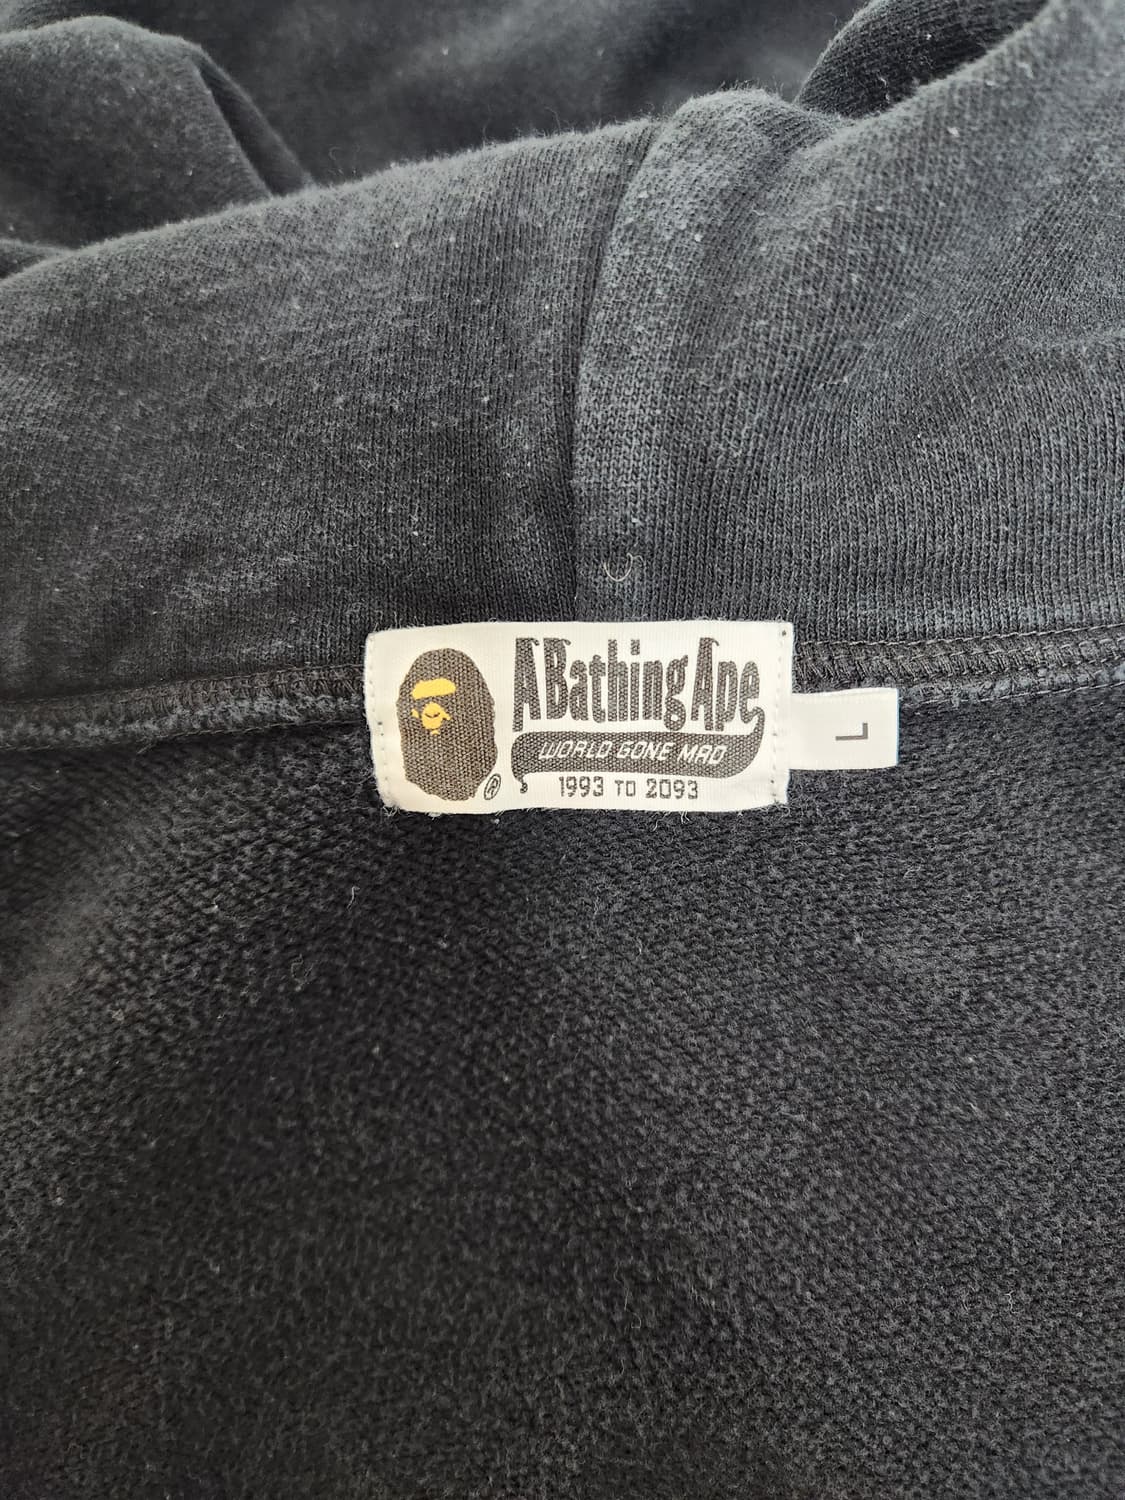 A Bathing Ape
WORLD GONE MAD
1993 TO 2093
®
L